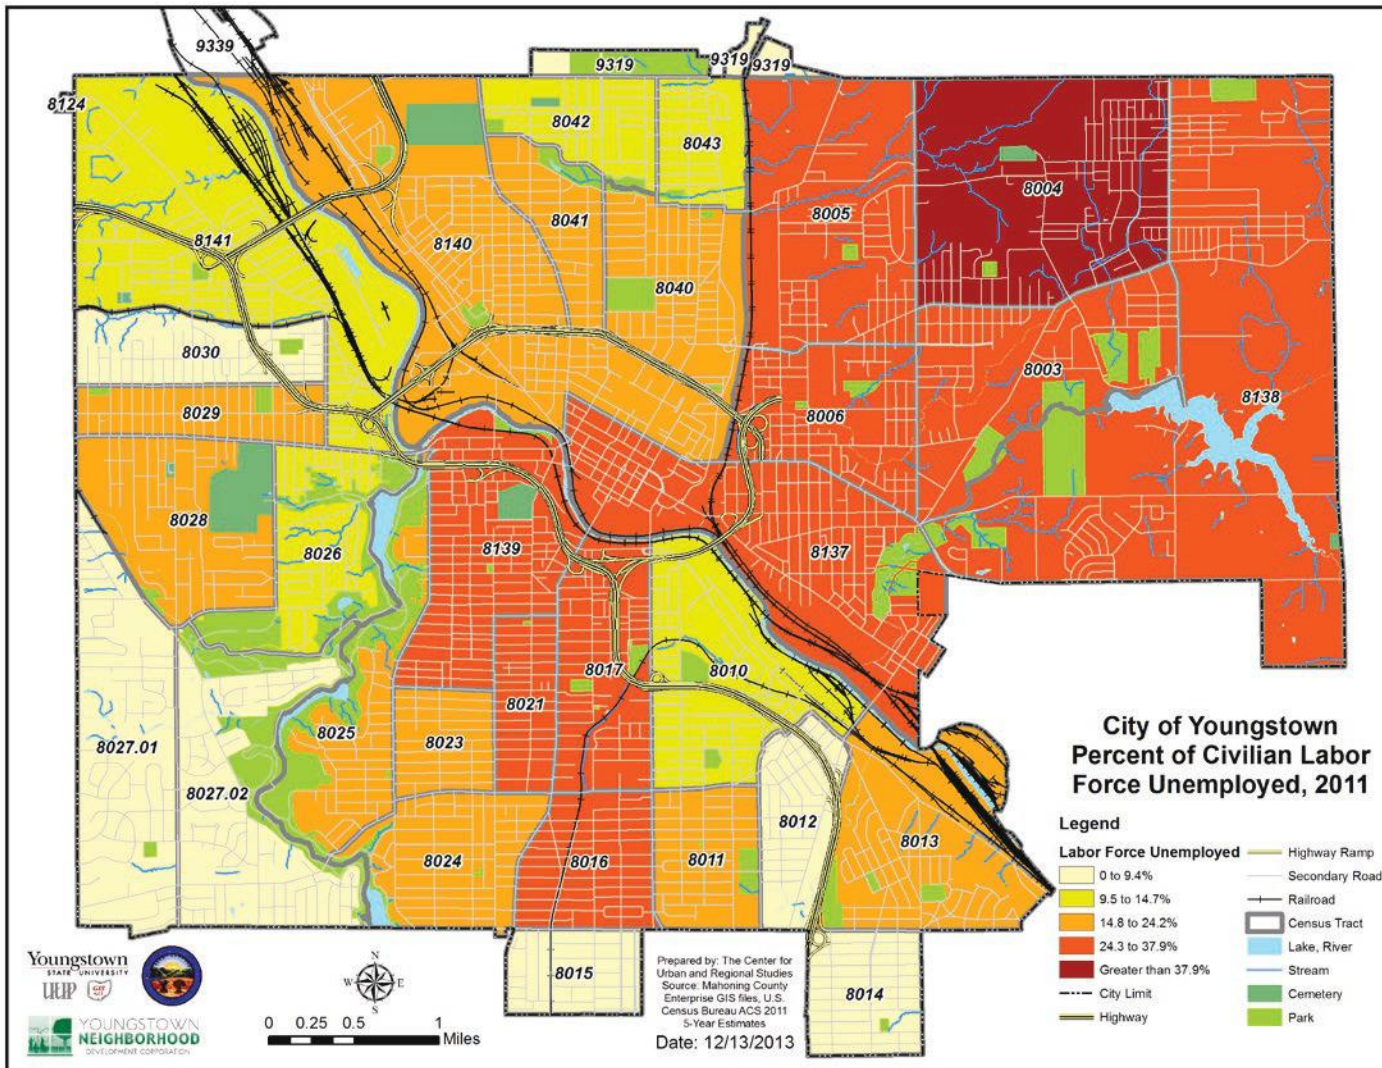 9339
9319
9319
9319
8124
8042
8043
8004
8005
8041
8140
8141
8040
8030
8003
8138
8029
8006
8028
8026
8139
8137
8017
8010
8021
8025
8023
8027.01
8027.02
8012
8013
8024
8016
8011
8015
8014
City of Youngstown
Percent of Civilian Labor
Force Unemployed, 2011
Legend
Labor Force Unemployed
0 to 9.4%
9.5 to 14.7%
14.8 to 24.2%
24.3 to 37.9%
Greater than 37.9%
City Limit
Highway
Highway Ramp
Secondary Road
Railroad
Census Tract
Lake, River
Stream
Cemetery
Park
Youngstown
STATE UNIVERSITY
YOUNGSTOWN
NEIGHBORHOOD
DEVELOPMENT CORPORATION
N
W E
S
0 0.25 0.5 1
Miles
Prepared by: The Center for
Urban and Regional Studies
Source: Mahoning County
Enterprise GIS files, U.S.
Census Bureau ACS 2011
5-Year Estimates
Date: 12/13/2013